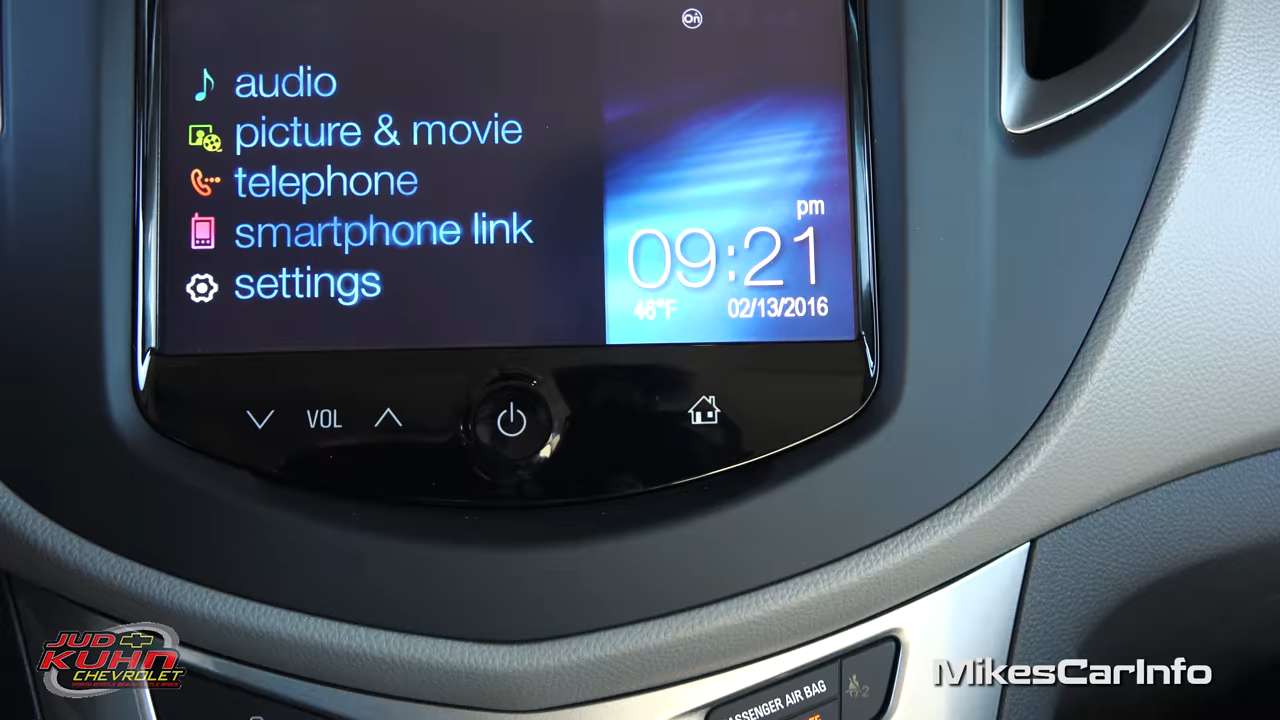 On
audio
picture & movie
telephone
smartphone link
settings
pm
09:21
46°F 02/13/2016
VOL
JUD
KUHN
CHEVROLET
MikesCarInfo
AIR BAG
2